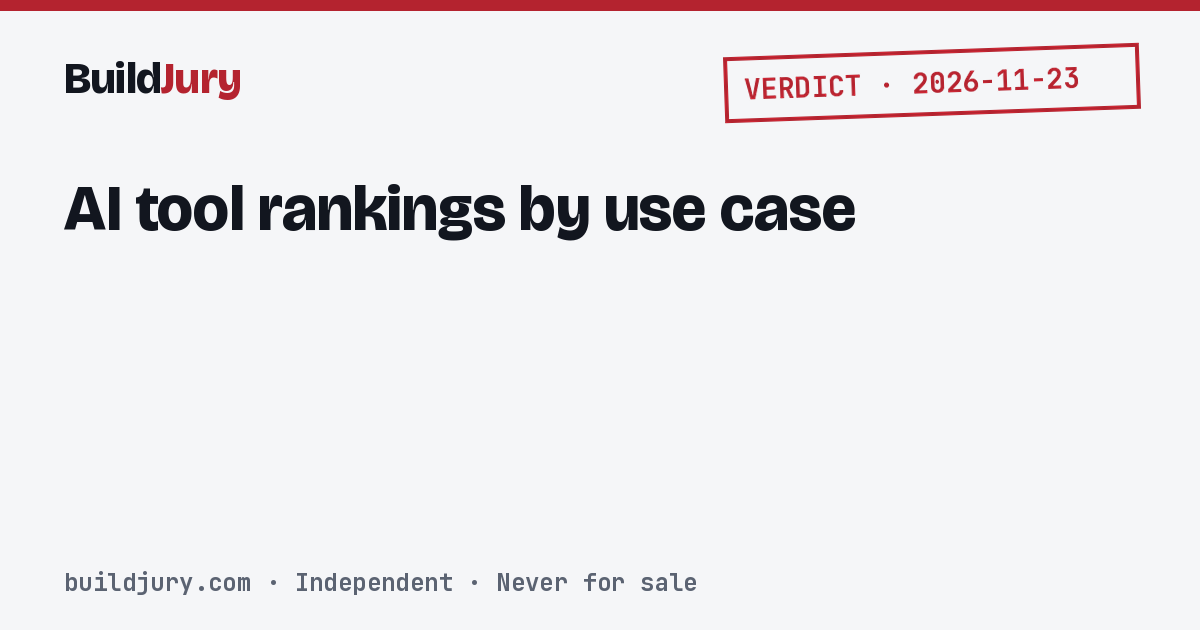 BuildJury
VERDICT · 2026-11-23
AI tool rankings by use case
buildjury.com · Independent · Never for sale